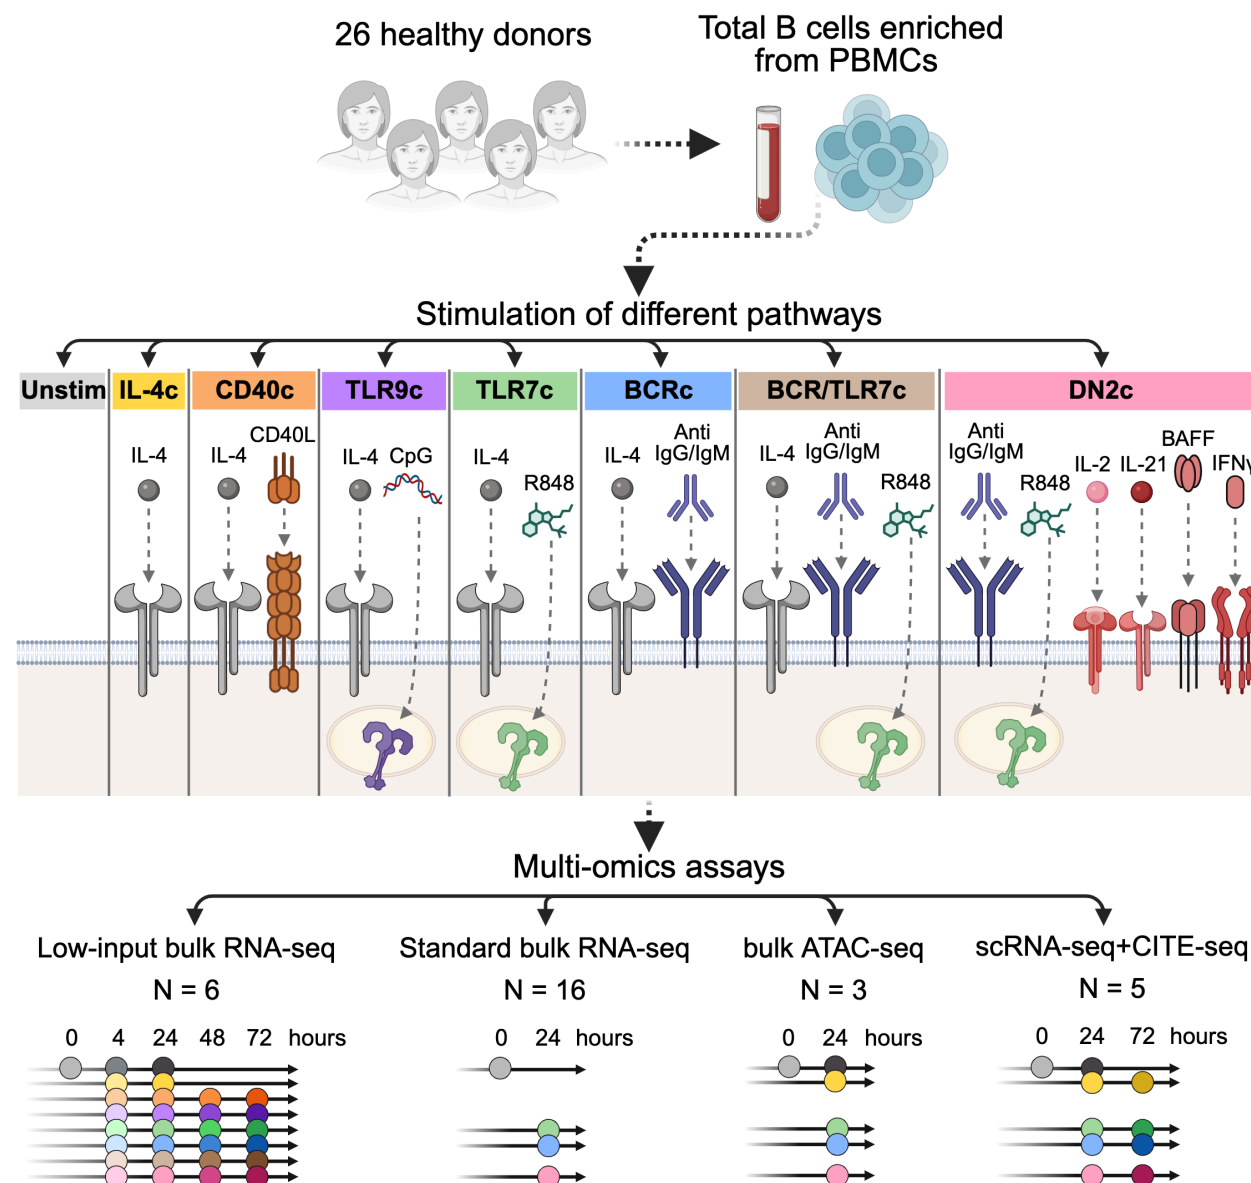 26 healthy donors
Total B cells enriched
from PBMCs
Stimulation of different pathways
Unstim IL-4c CD40c TLR9c TLR7c BCRc BCR/TLR7c DN2c
IL-4
IL-4 CD40L
IL-4 CpG
IL-4 R848
IL-4 Anti
IgG/IgM
IL-4 Anti
IgG/IgM R848
Anti
IgG/IgM R848 IL-2 IL-21 BAFF IFNγ
Multi-omics assays
Low-input bulk RNA-seq
N = 6
0 4 24 48 72 hours
Standard bulk RNA-seq
N = 16
0 24 hours
bulk ATAC-seq
N = 3
0 24 hours
scRNA-seq+CITE-seq
N = 5
0 24 72 hours